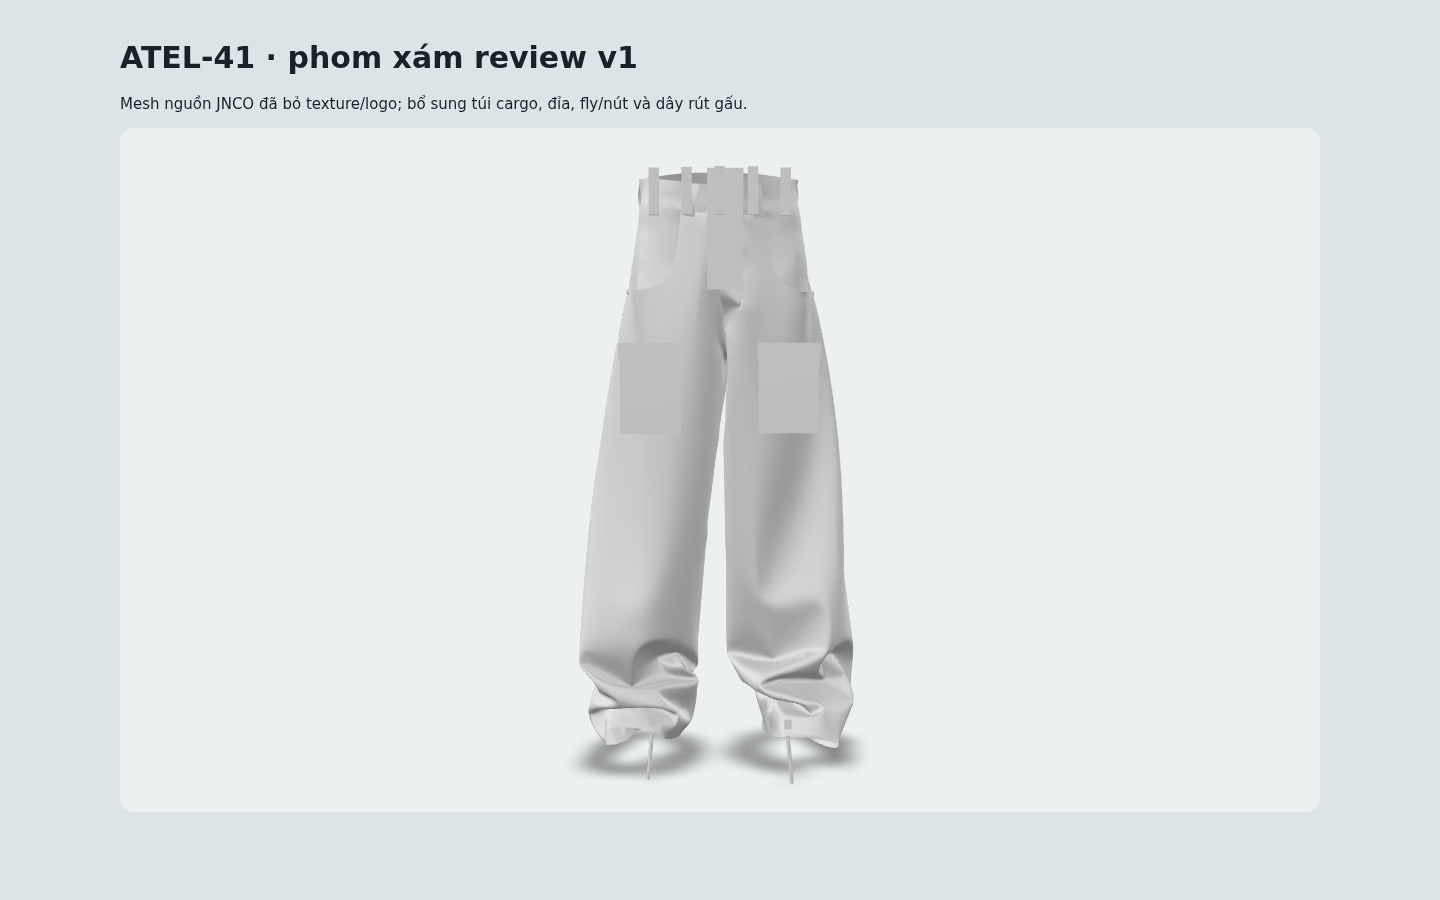 ATEL-41 · phom xám review v1
Mesh nguồn JNCO đã bỏ texture/logo; bổ sung túi cargo, đỉa, fly/nút và dây rút gấu.